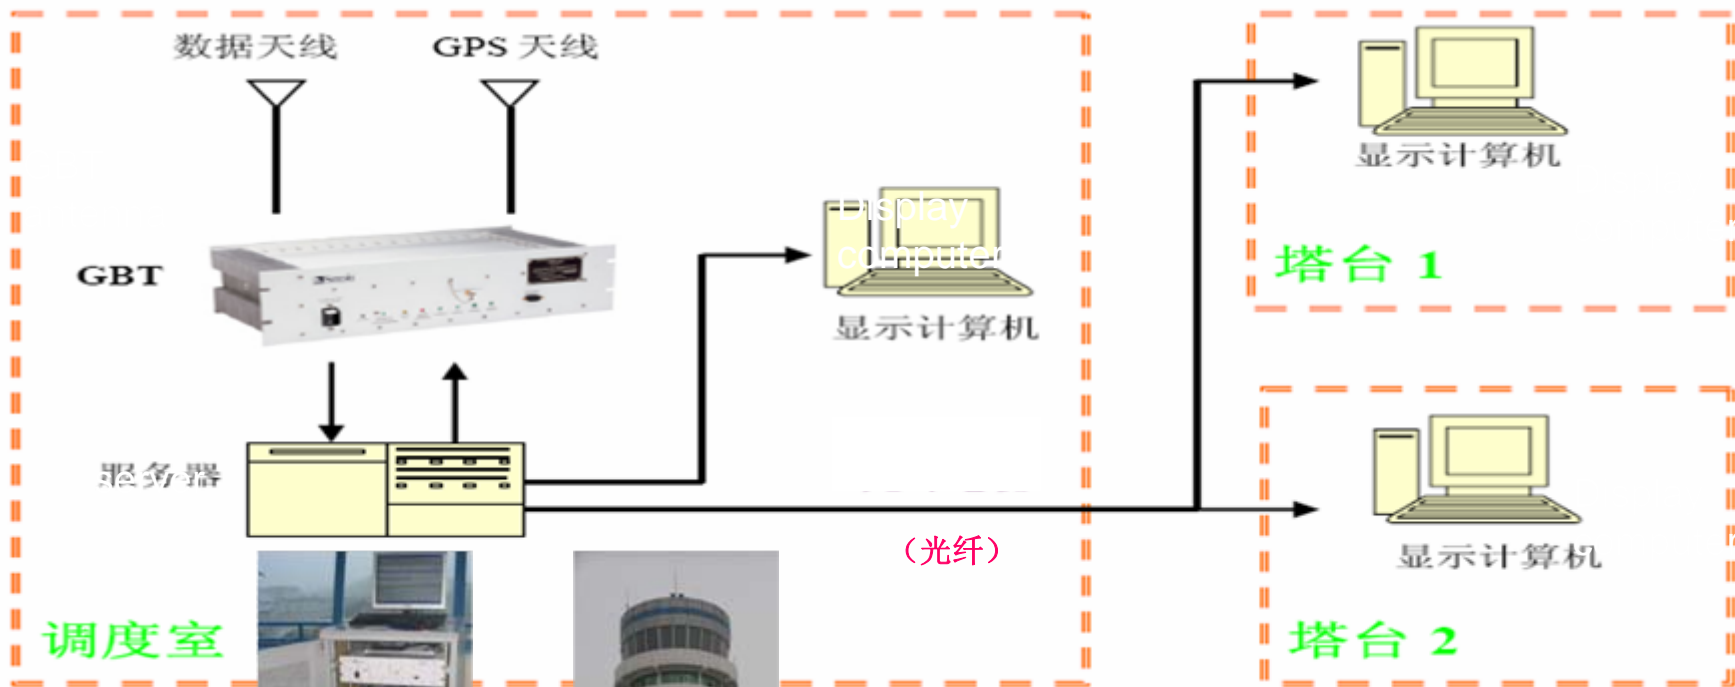 数据天线
GPS 天线
GBT
Display
computer
显示计算机
显示计算机
塔台 1
服务器
server
(光纤)
显示计算机
调度室
塔台 2